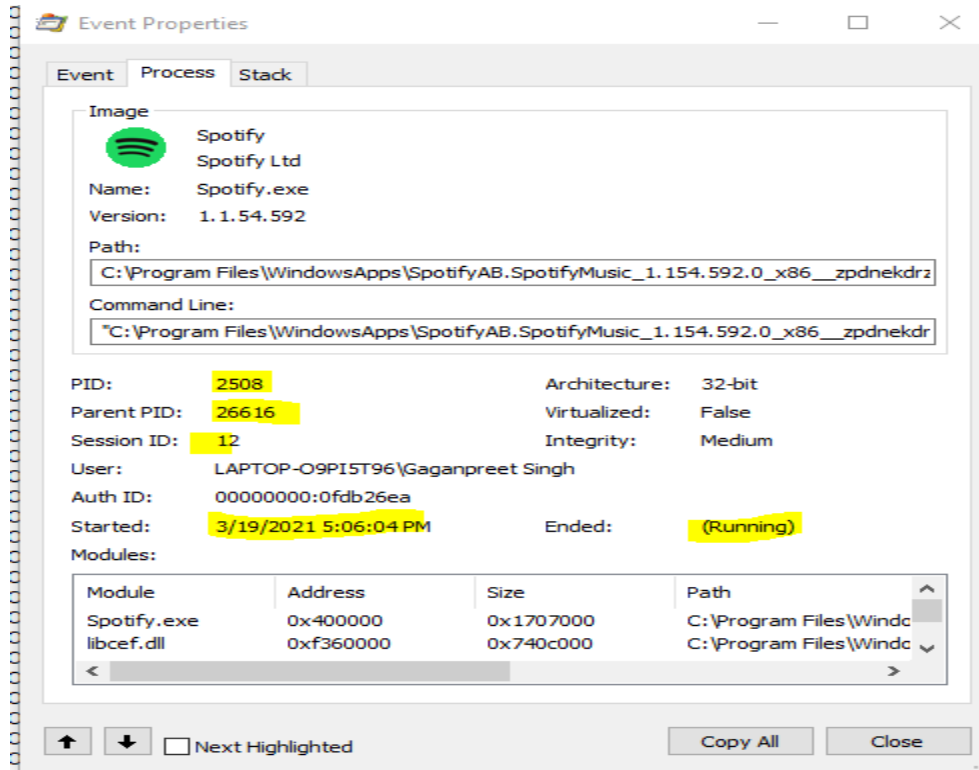 Event Properties
Event Process Stack
Image
Spotify
Spotify Ltd
Name: Spotify.exe
Version: 1.1.54.592
Path:
C:\Program Files\WindowsApps\SpotifyAB.SpotifyMusic_1.154.592.0_x86__zpdnekdrz
Command Line:
"C:\Program Files\WindowsApps\SpotifyAB.SpotifyMusic_1.154.592.0_x86__zpdnekdr
PID: 2508 Architecture: 32-bit
Parent PID: 26616 Virtualized: False
Session ID: 12 Integrity: Medium
User: LAPTOP-O9PI5T96\Gaganpreet Singh
Auth ID: 00000000:0fdb26ea
Started: 3/19/2021 5:06:04 PM Ended: (Running)
Modules:
Module Address Size Path
Spotify.exe 0x400000 0x1707000 C:\Program Files\Windo
libcef.dll 0xf360000 0x740c000 C:\Program Files\Windo
Next Highlighted Copy All Close